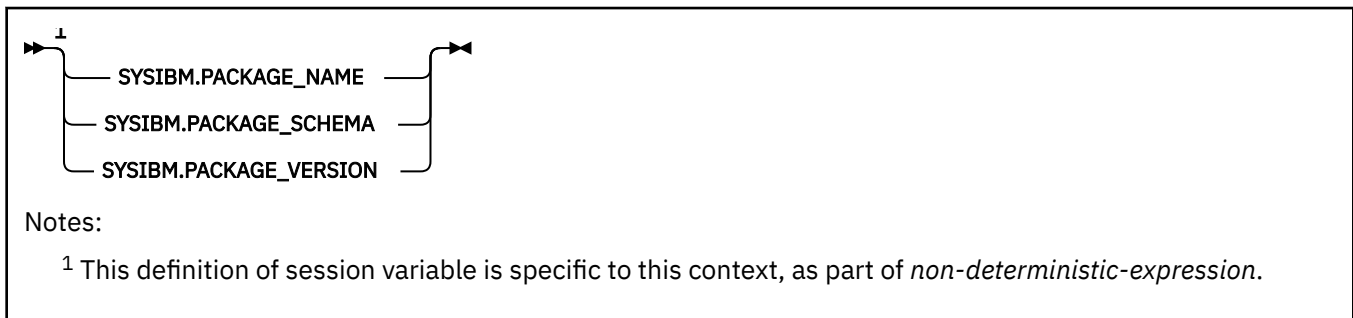 1
SYSIBM.PACKAGE_NAME
SYSIBM.PACKAGE_SCHEMA
SYSIBM.PACKAGE_VERSION
Notes:
1 This definition of session variable is specific to this context, as part of non-deterministic-expression.